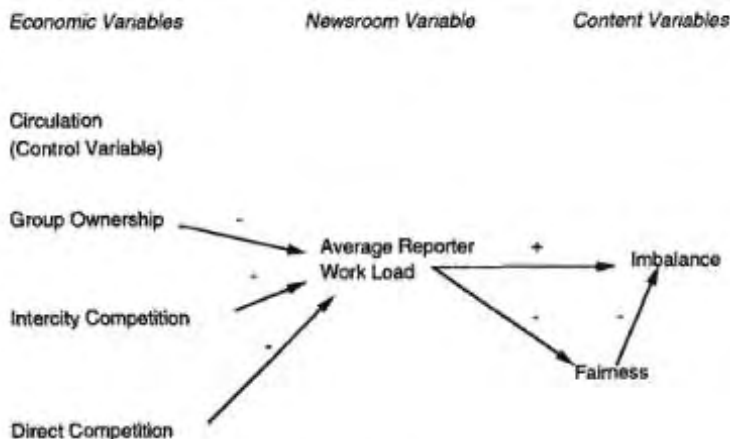 Economic Variables Newsroom Variable Content Variables
Circulation
(Control Variable)
Group Ownership
-
Average Reporter
Work Load
+
Imbalance
Intercity Competition
-
-
Fairness
-
Direct Competition